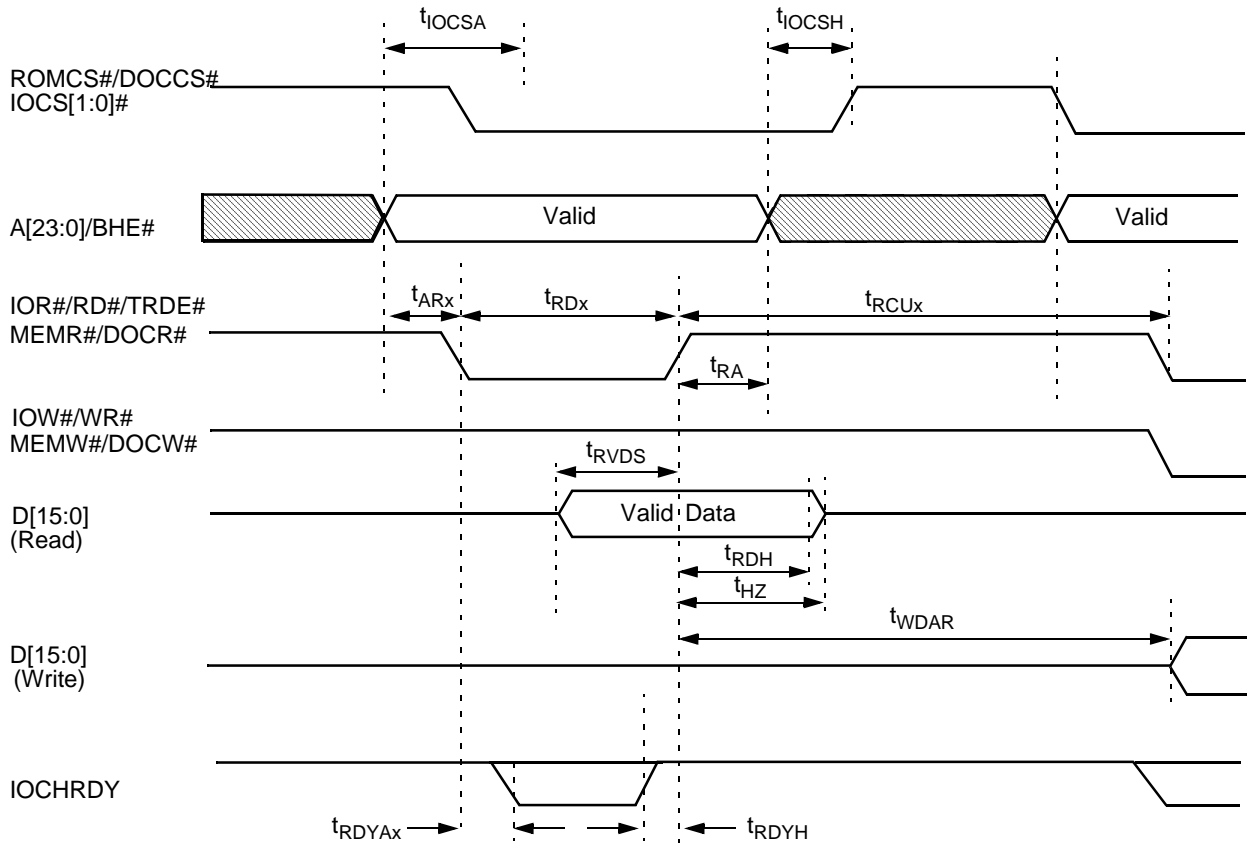 tIOCSA
tIOCSH
ROMCS#/DOCCS#
IOCS[1:0]#
A[23:0]/BHE#
Valid
Valid
IOR#/RD#/TRDE#
MEMR#/DOCR#
tARx
tRDx
tRCUx
tRA
IOW#/WR#
MEMW#/DOCW#
tRVDS
D[15:0]
(Read)
Valid Data
tRDH
tHZ
tWDAR
D[15:0]
(Write)
IOCHRDY
tRDYAx
tRDYH